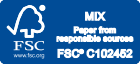 FSC
www.fsc.org
MIX
Paper from
responsible sources
FSC® C102452